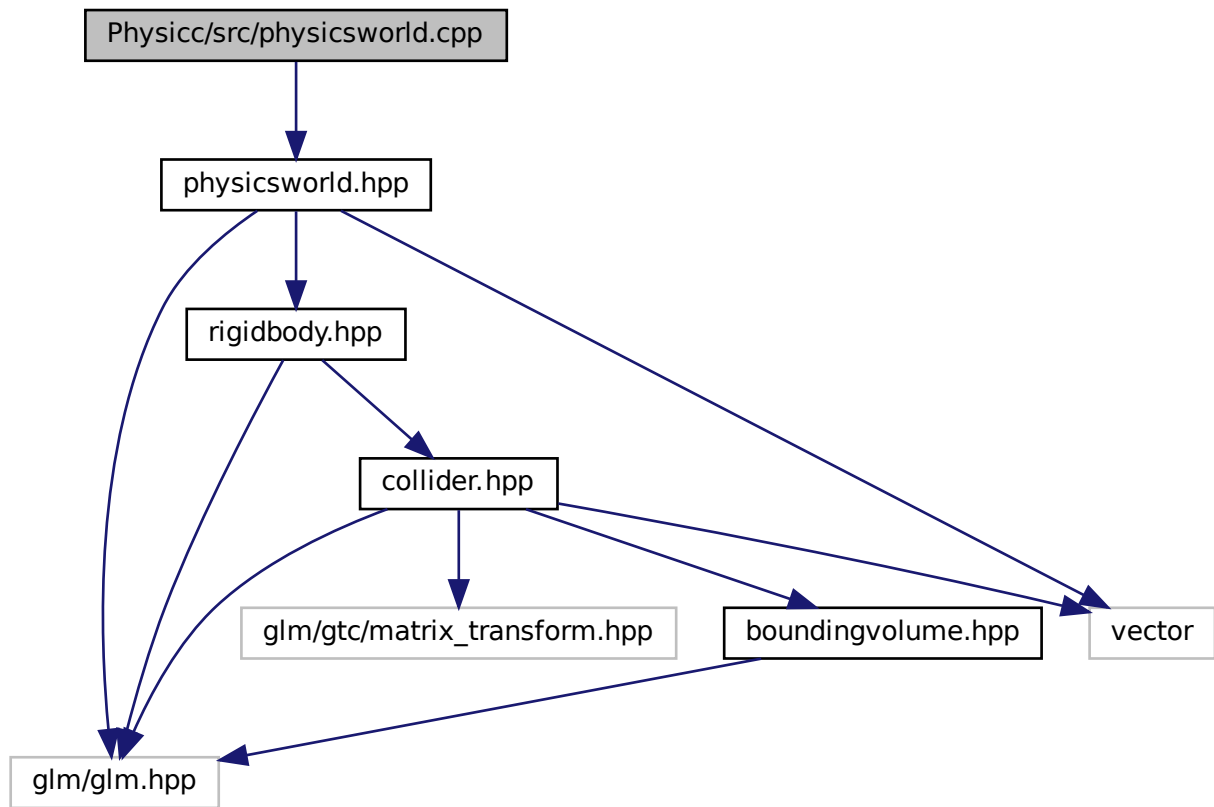 Physicc/src/physicsworld.cpp
physicsworld.hpp
rigidbody.hpp
collider.hpp
glm/gtc/matrix_transform.hpp
boundingvolume.hpp
vector
glm/glm.hpp